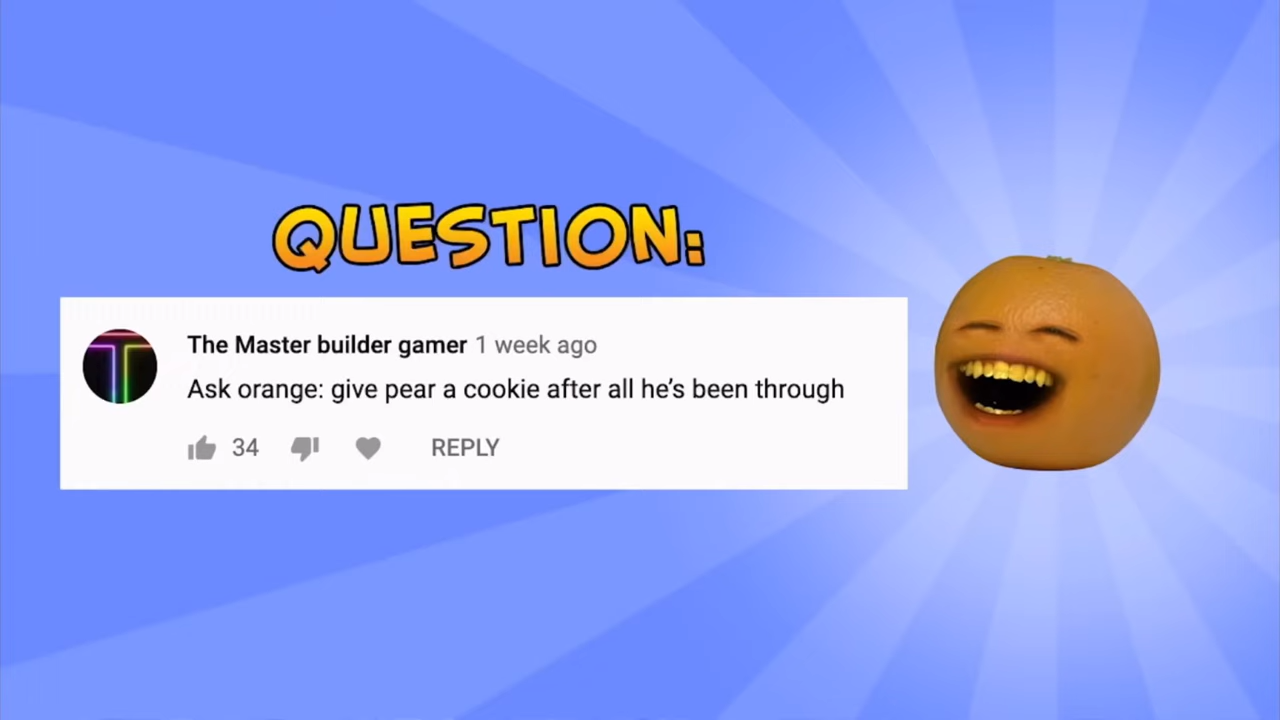 QUESTION:
The Master builder gamer 1 week ago
Ask orange: give pear a cookie after all he's been through
34 REPLY